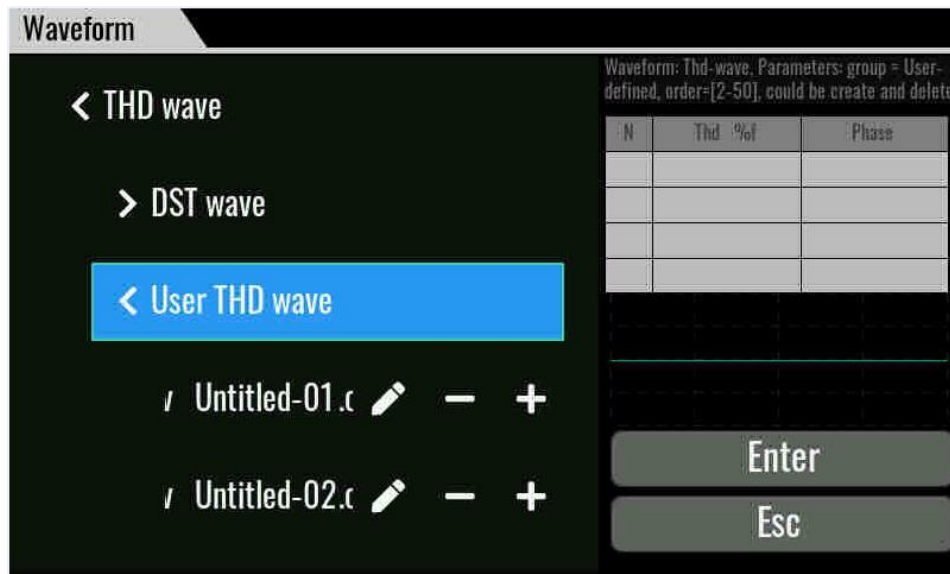 Waveform
THD wave
DST wave
User THD wave
Untitled-01.c
Untitled-02.c
Waveform: Thd-wave, Parameters: group = User-
defined, order=[2-50], could be create and delete
N Thd %f Phase
Enter
Esc